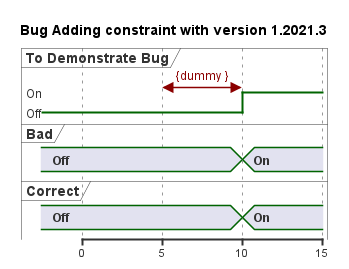 Bug Adding constraint with version 1.2021.3
To Demonstrate Bug
{dummy }
On
Off
Bad
Off On
Correct
Off On
0 5 10 15